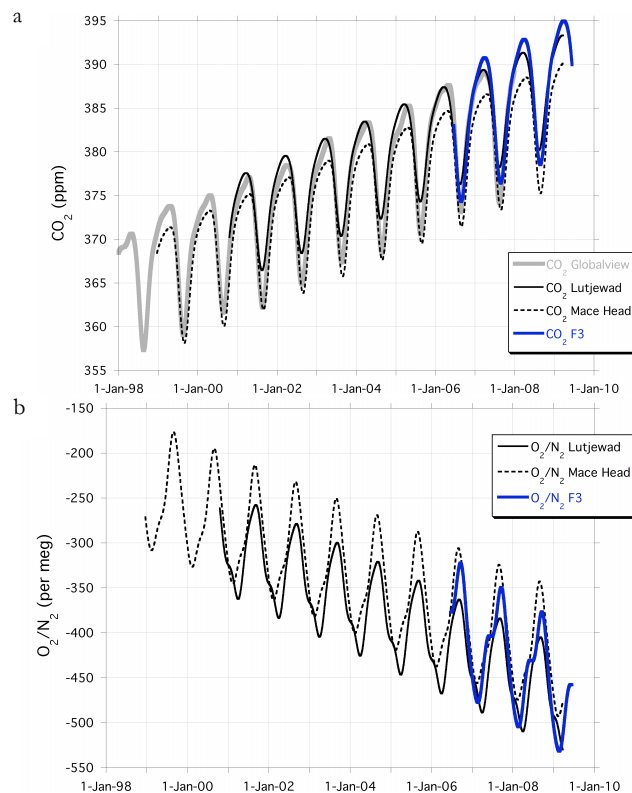 a
395
390
385
380
375
370
365
360
355
CO2 (ppm)
CO2 Globalview
CO2 Lutjewad
CO2 Mace Head
CO2 F3
1-Jan-98 1-Jan-00 1-Jan-02 1-Jan-04 1-Jan-06 1-Jan-08 1-Jan-10
b
-150
-200
-250
-300
-350
-400
-450
-500
-550
O2/N2 (per meg)
O2/N2 Lutjewad
O2/N2 Mace Head
O2/N2 F3
1-Jan-98 1-Jan-00 1-Jan-02 1-Jan-04 1-Jan-06 1-Jan-08 1-Jan-10